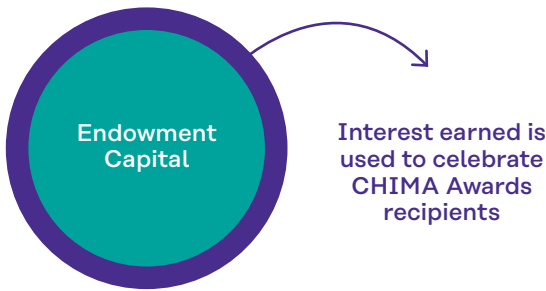 Endowment
Capital
Interest earned is
used to celebrate
CHIMA Awards
recipients